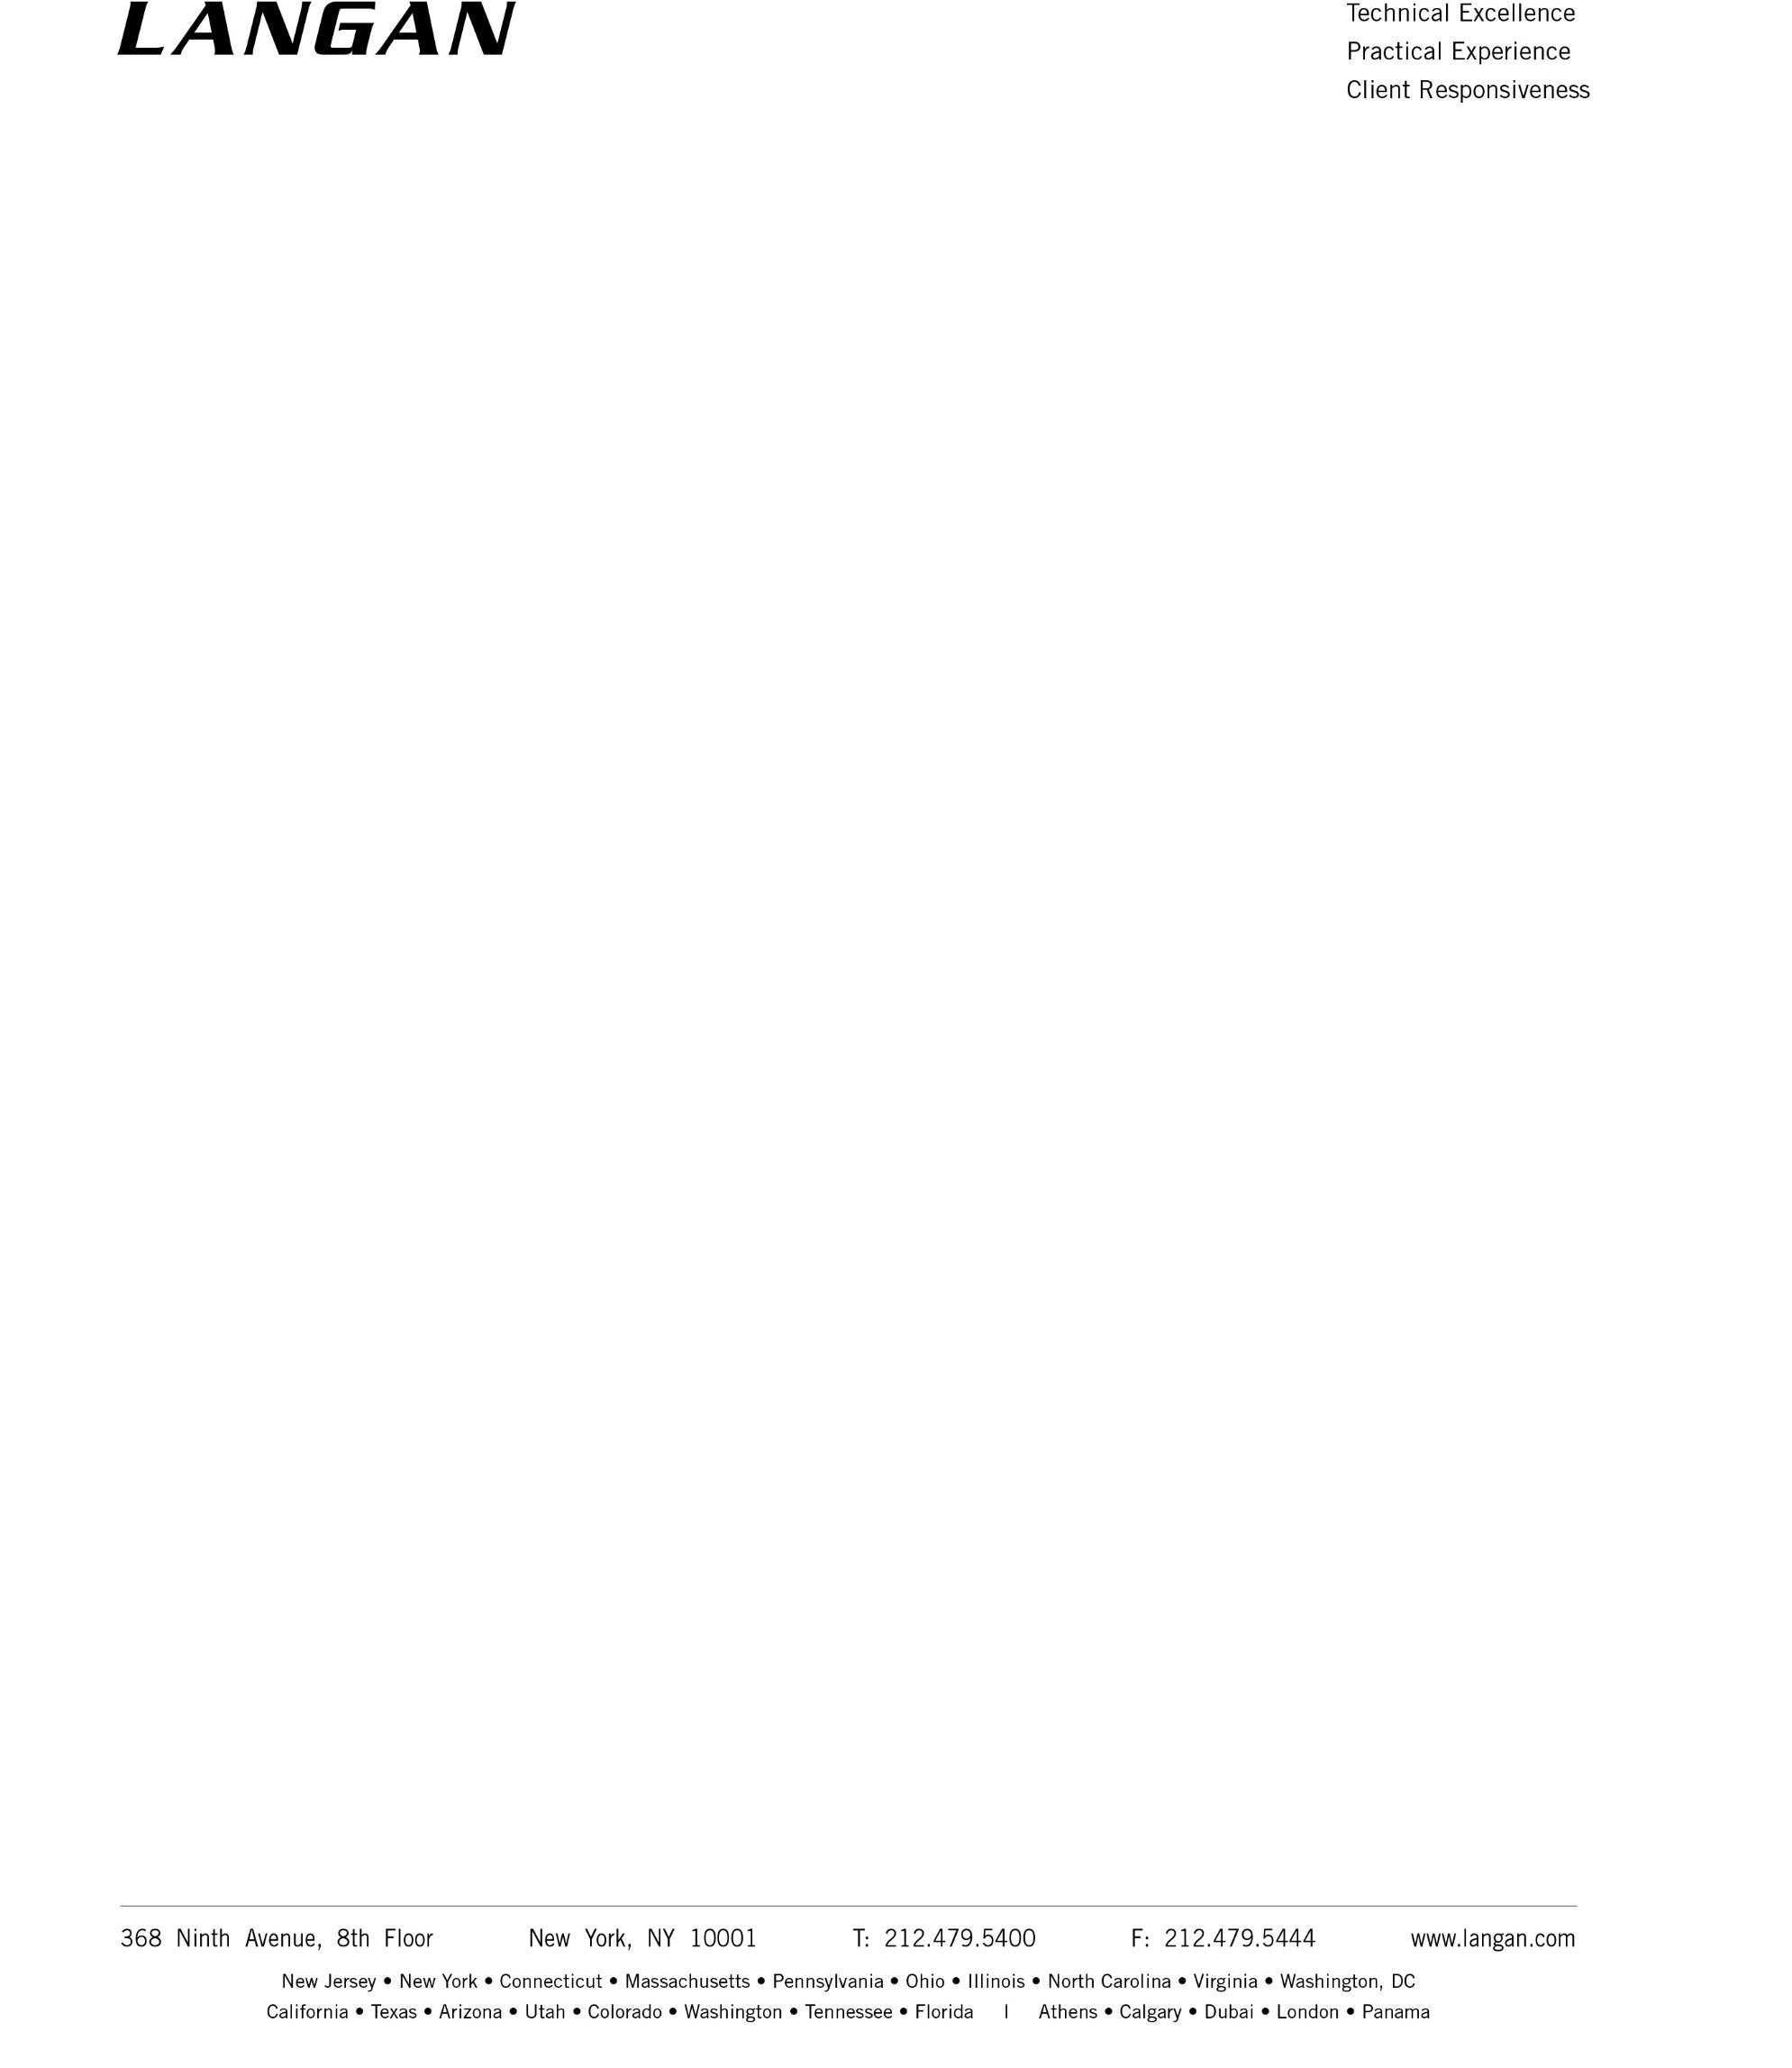 LANGAN
Technical Excellence
Practical Experience
Client Responsiveness
368 Ninth Avenue, 8th Floor New York, NY 10001 T: 212.479.5400 F: 212.479.5444 www.langan.com
New Jersey • New York • Connecticut • Massachusetts • Pennsylvania • Ohio • Illinois • North Carolina • Virginia • Washington, DC
California • Texas • Arizona • Utah • Colorado • Washington • Tennessee • Florida | Athens • Calgary • Dubai • London • Panama